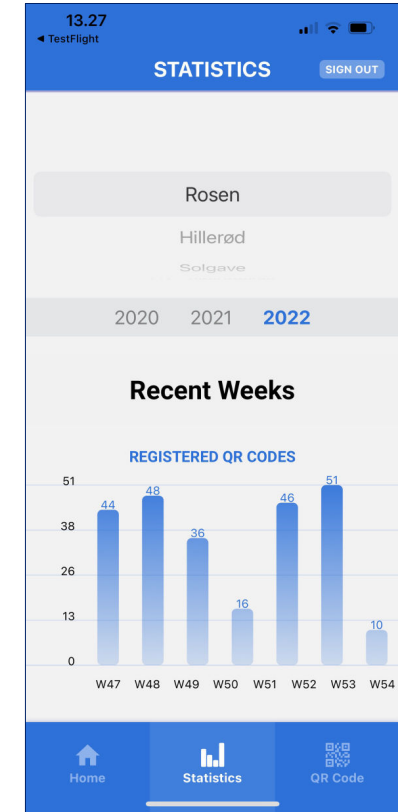 13.27
◄ TestFlight
STATISTICS
SIGN OUT
Rosen
Hillerød
Solgave
2020 2021 2022
Recent Weeks
REGISTERED QR CODES
51
38
26
13
0
44
48
36
16
46
51
10
W47 W48 W49 W50 W51 W52 W53 W54
Home Statistics QR Code